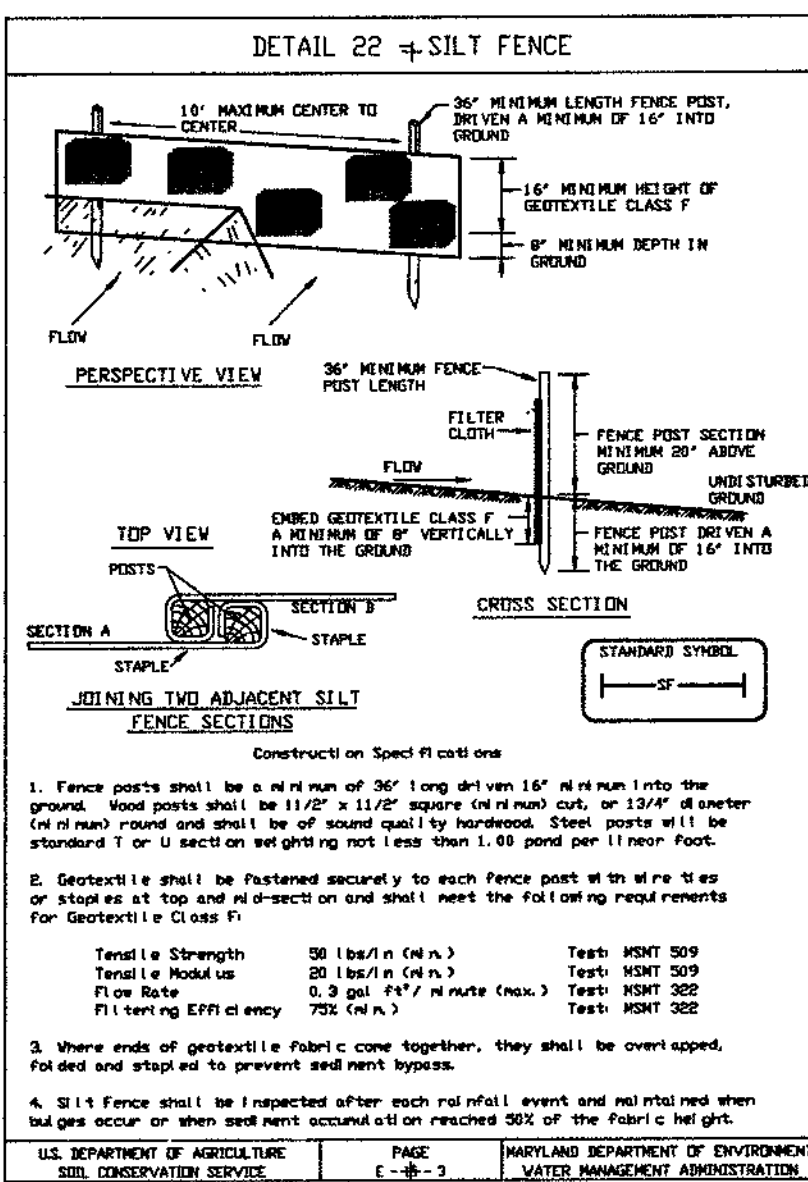 DETAIL 22 - SILT FENCE
10' MAXIMUM CENTER TO
CENTER
36" MINIMUM LENGTH FENCE POST,
DRIVEN A MINIMUM OF 16" INTO
GROUND
16" MINIMUM HEIGHT OF
GEOTEXTILE CLASS F
8" MINIMUM DEPTH IN
GROUND
FLOW
FLOW
PERSPECTIVE VIEW
36" MINIMUM FENCE
POST LENGTH
FILTER
CLOTH
FENCE POST SECTION
MINIMUM 20" ABOVE
GROUND
FLOW
UNDISTURBED
GROUND
EMBED GEOTEXTILE CLASS F
A MINIMUM OF 8" VERTICALLY
INTO THE GROUND
FENCE POST DRIVEN A
MINIMUM OF 16" INTO
THE GROUND
TOP VIEW
POSTS
SECTION B
SECTION A
STAPLE
STAPLE
CROSS SECTION
STANDARD SYMBOL
SF
JOINING TWO ADJACENT SILT
FENCE SECTIONS
Construction Specifications
1. Fence posts shall be a minimum of 36" long driven 16" minimum into the
ground. Wood posts shall be 11/2" x 11/2" square (minimum) cut, or 13/4" diameter
(minimum) round and shall be of sound quality hardwood. Steel posts will be
standard T or U section weighting not less than 1.00 pond per linear foot.
2. Geotextile shall be fastened securely to each fence post with wire ties
or staples at top and mid-section and shall meet the following requirements
for Geotextile Class F:
Tensile Strength 50 lbs/in (min.) Test: MSMT 509
Tensile Modulus 20 lbs/in (min.) Test: MSMT 509
Flow Rate 0.3 gal ft²/ minute (max.) Test: MSMT 322
Filtering Efficiency 75% (min.) Test: MSMT 322
3. Where ends of geotextile fabric come together, they shall be overlapped,
folded and stapled to prevent sediment bypass.
4. Silt Fence shall be inspected after each rainfall event and maintained when
bulges occur or when sediment accumulation reached 50% of the fabric height.
U.S. DEPARTMENT OF AGRICULTURE
SOIL CONSERVATION SERVICE
PAGE
E - - 3
MARYLAND DEPARTMENT OF ENVIRONMENT
WATER MANAGEMENT ADMINISTRATION